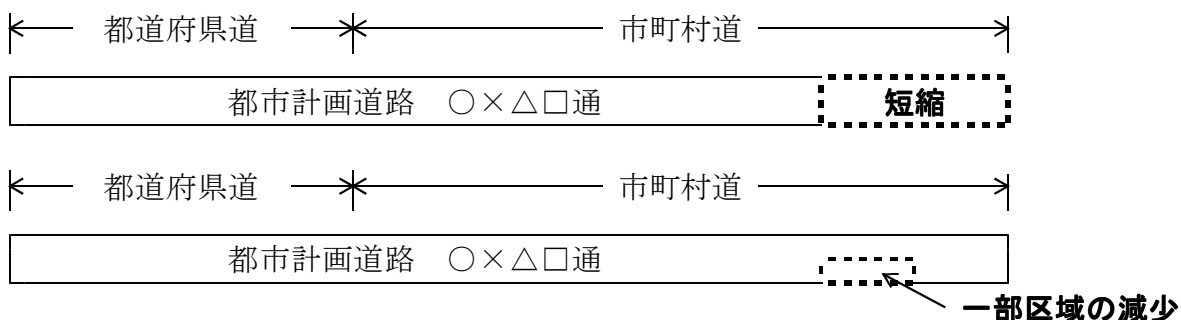 都道府県道 市町村道
都市計画道路 ○×△□通 短縮
都道府県道 市町村道
都市計画道路 ○×△□通
一部区域の減少